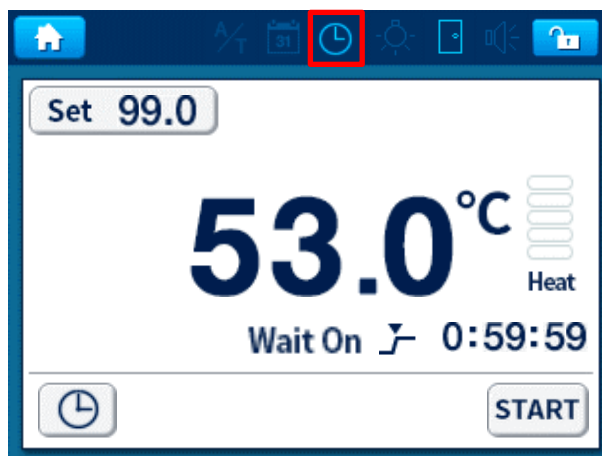 A/T 31
Set 99.0
53.0°C
Heat
Wait On 0:59:59
START